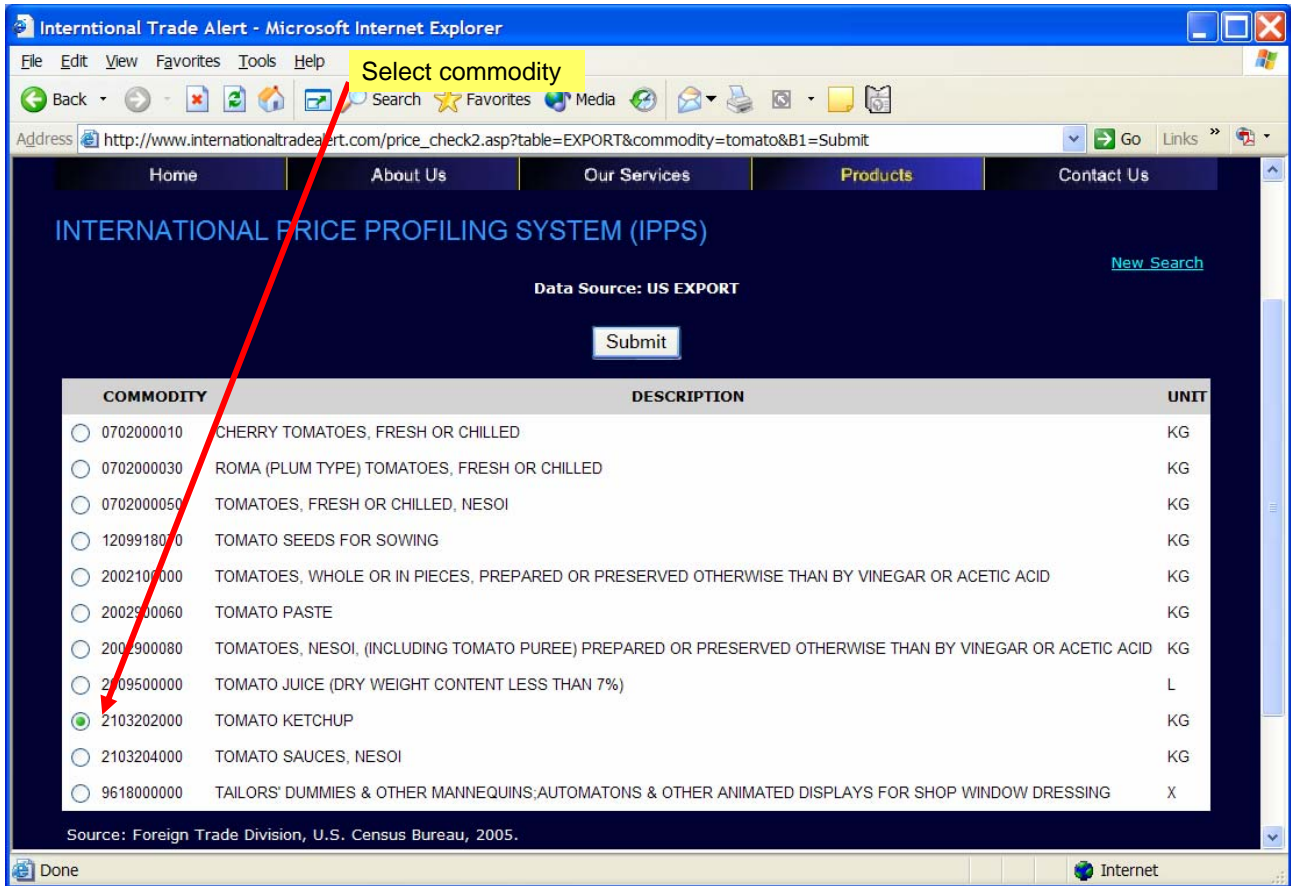 Interntional Trade Alert - Microsoft Internet Explorer
File Edit View Favorites Tools Help
Select commodity
Back Search Favorites Media
Address http://www.internationaltradealert.com/price_check2.asp?table=EXPORT&commodity=tomato&B1=Submit Go Links »
Home About Us Our Services Products Contact Us
INTERNATIONAL PRICE PROFILING SYSTEM (IPPS)
New Search
Data Source: US EXPORT
Submit
COMMODITY DESCRIPTION UNIT
0702000010 CHERRY TOMATOES, FRESH OR CHILLED KG
0702000030 ROMA (PLUM TYPE) TOMATOES, FRESH OR CHILLED KG
0702000050 TOMATOES, FRESH OR CHILLED, NESOI KG
1209918070 TOMATO SEEDS FOR SOWING KG
2002100000 TOMATOES, WHOLE OR IN PIECES, PREPARED OR PRESERVED OTHERWISE THAN BY VINEGAR OR ACETIC ACID KG
2002900060 TOMATO PASTE KG
2002900080 TOMATOES, NESOI, (INCLUDING TOMATO PUREE) PREPARED OR PRESERVED OTHERWISE THAN BY VINEGAR OR ACETIC ACID KG
2009500000 TOMATO JUICE (DRY WEIGHT CONTENT LESS THAN 7%) L
2103202000 TOMATO KETCHUP KG
2103204000 TOMATO SAUCES, NESOI KG
9618000000 TAILORS' DUMMIES & OTHER MANNEQUINS;AUTOMATONS & OTHER ANIMATED DISPLAYS FOR SHOP WINDOW DRESSING X
Source: Foreign Trade Division, U.S. Census Bureau, 2005.
Done Internet